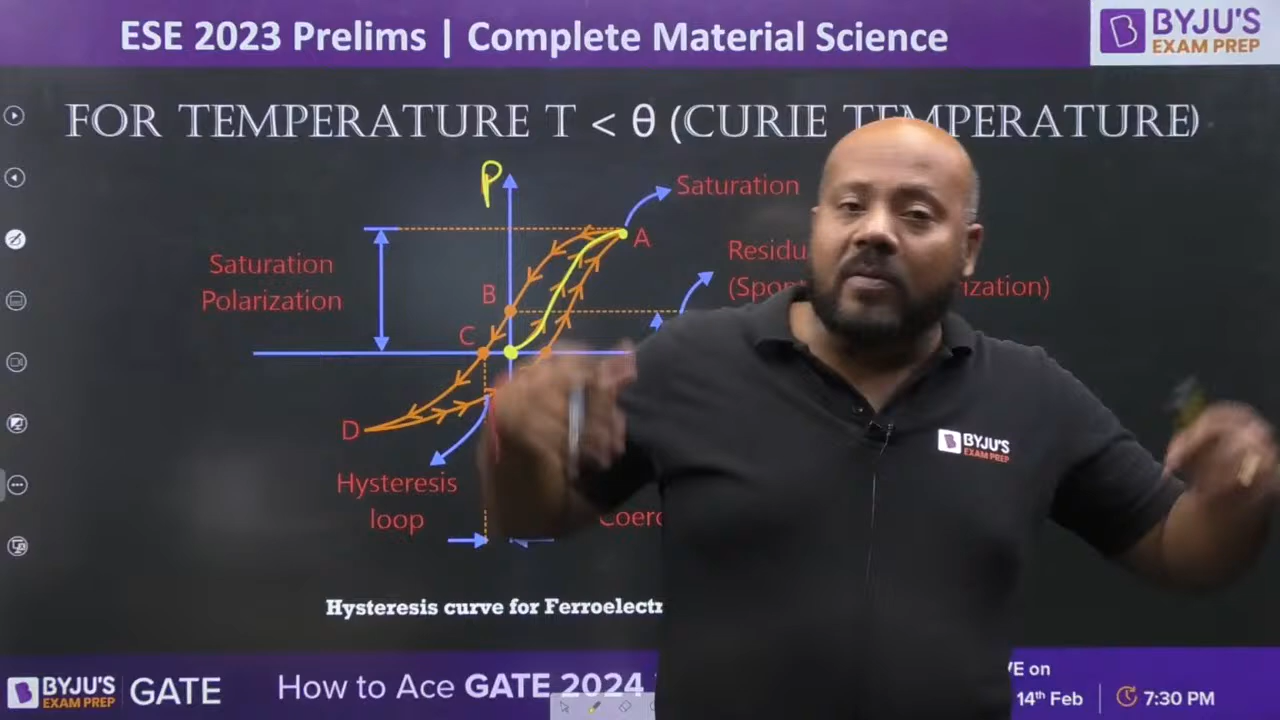 ESE 2023 Prelims | Complete Material Science
BYJU'S
EXAM PREP
FOR TEMPERATURE T < θ (CURIE TEMPERATURE)
P
Saturation
A
Saturation
Polarization
B
C
D
Hysteresis
loop
Hysteresis curve for
BYJU'S
EXAM PREP
BYJU'S
EXAM PREP
GATE
How to Ace GATE 2024
on
14th Feb
7:30 PM